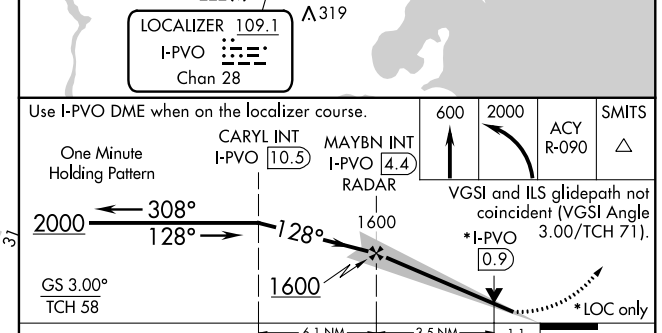 319
LOCALIZER 109.1
I-PVO
Chan 28
Use I-PVO DME when on the localizer course.
One Minute
Holding Pattern
CARYL INT
I-PVO 10.5
MAYBN INT
I-PVO 4.4
RADAR
600
2000
ACY
R-090
SMITS
VGSI and ILS glidepath not
coincident (VGSI Angle
3.00/TCH 71).
2000
308°
128°
128°
1600
*I-PVO
0.9
1600
GS 3.00°
TCH 58
*LOC only
6.1 NM
3.5 NM
1.1